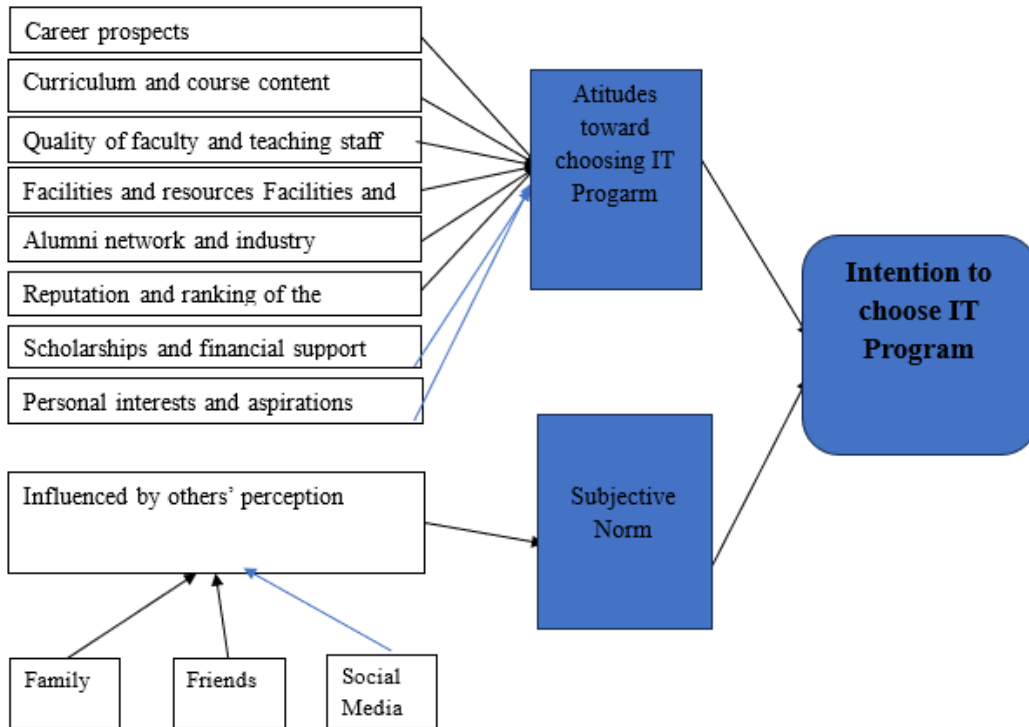 Career prospects
Curriculum and course content
Quality of faculty and teaching staff
Facilities and resources Facilities and
Alumni network and industry
Reputation and ranking of the
Scholarships and financial support
Personal interests and aspirations
Influenced by others’ perception
Family
Friends
Social
Media
Atitudes
toward
choosing IT
Progarm
Subjective
Norm
Intention to
choose IT
Program